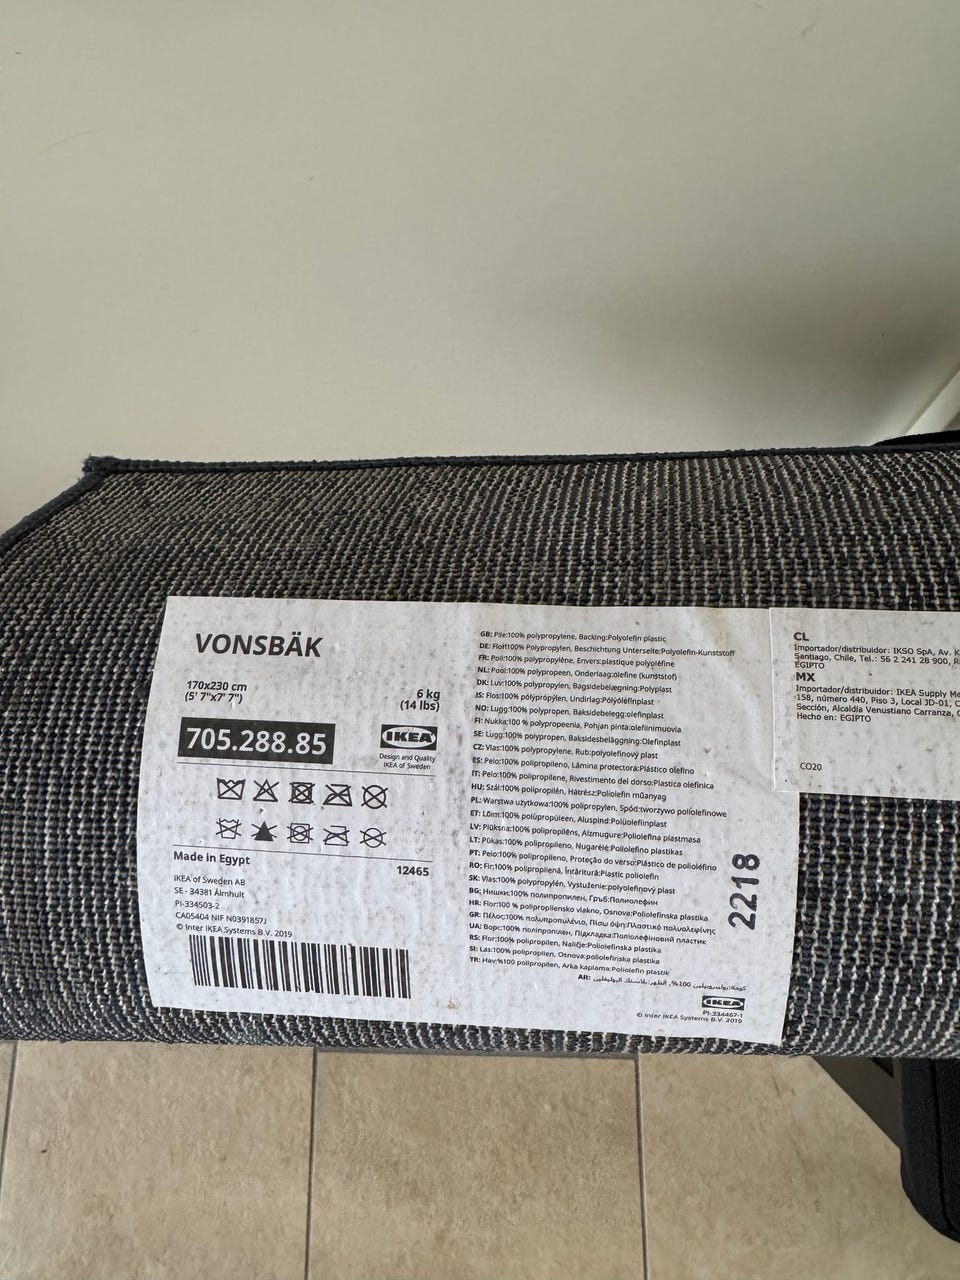 VONSBÄK
170x230 cm
(5' 7"x7' 7")
6 kg
(14 lbs)
705.288.85
IKEA
Design and Quality
IKEA of Sweden
Made in Egypt
12465
IKEA of Sweden AB
SE - 34381 Älmhult
PI-334503-2
CA05404 NIF N0391857J
© Inter IKEA Systems B.V. 2019
GB: Pile:100% polypropylene, Backing:Polyolefin plastic
DE: Flor:100% Polypropylen, Beschichtung Unterseite:Polyolefin-Kunststoff
FR: Poil:100% polypropylène, Envers:plastique polypléfine
NL: Pool:100% polypropeen, Onderlaag:olefine (kunststof)
DK: Luv:100% polypropylen, Bagsidebelægning:Polyplast
IS: Flos:100% pólýprópýlen, Undirlag:Pólýólefínplast
NO: Lugg:100% polypropen, Baksidebelegg:olefinplast
FI: Nukka:100 % polypropeenia, Pohjan pinta:olefiinimuovia
SE: Lugg:100% polypropen, Baksidesbeläggning:Olefinplast
CZ: Vlas:100% polypropylene, Rub:polyolefinový plast
ES: Pelo:100% polipropileno, Lámina protectora:Plástico olefino
IT: Pelo:100% polipropilene, Rivestimento del dorso:Plastica olefinica
HU: Szál:100% polipropilén, Hátrész:Poliolefin műanyag
PL: Warstwa użytkowa:100% polipropylen, Spód:tworzywo poliolefinowe
ET: Lõim:100% polüpropüleen, Aluspind:Polüolefiinplast
LV: Plūksna:100% polipropilēns, Aizmugure:Poliolefīna plastmasa
LT: Pūkas:100% polipropileno, Nugarėlė:Poliolefino plastikas
PT: Pelo:100% polipropileno, Proteção do verso:Plástico de polioléfino
RO: Fir:100% polipropilenă, Întăritură:Plastic poliolefin
SK: Vlas:100% polypropylén, Vystuženie:polyolefínový plast
BG: Нишки:100% полипропилен, Гръб:Полиолефин
HR: Flor:100 % polipropilensko vlakno, Osnova:Poliolefinska plastika
GR: Πέλος:100% πολυπροπυλένιο, Πίσω όψη:Πλαστικό πολυολεφίνης
UA: Ворс:100% поліпропілен, Підкладка:Поліолефіновий пластик
RS: Flor:100% polipropilen, Naličje:Poliolefinska plastika
SI: Las:100% polipropilen, Osnova:poliolefinska plastika
TR: Hav:%100 polipropilen, Arka kaplama:Poliolefin plastik
AR:
IKEA
PI-334467-1
© Inter IKEA Systems B.V. 2019
2218
CL
Importador/distribuidor: IKSO SpA, Av. K
Santiago, Chile, Tel.: 56 2 241 28 900, R
EGIPTO
MX
Importador/distribuidor: IKEA Supply Me
158, número 440, Piso 3, Local JD-01, C
Sección, Alcaldía Venustiano Carranza, C
Hecho en: EGIPTO
CO20